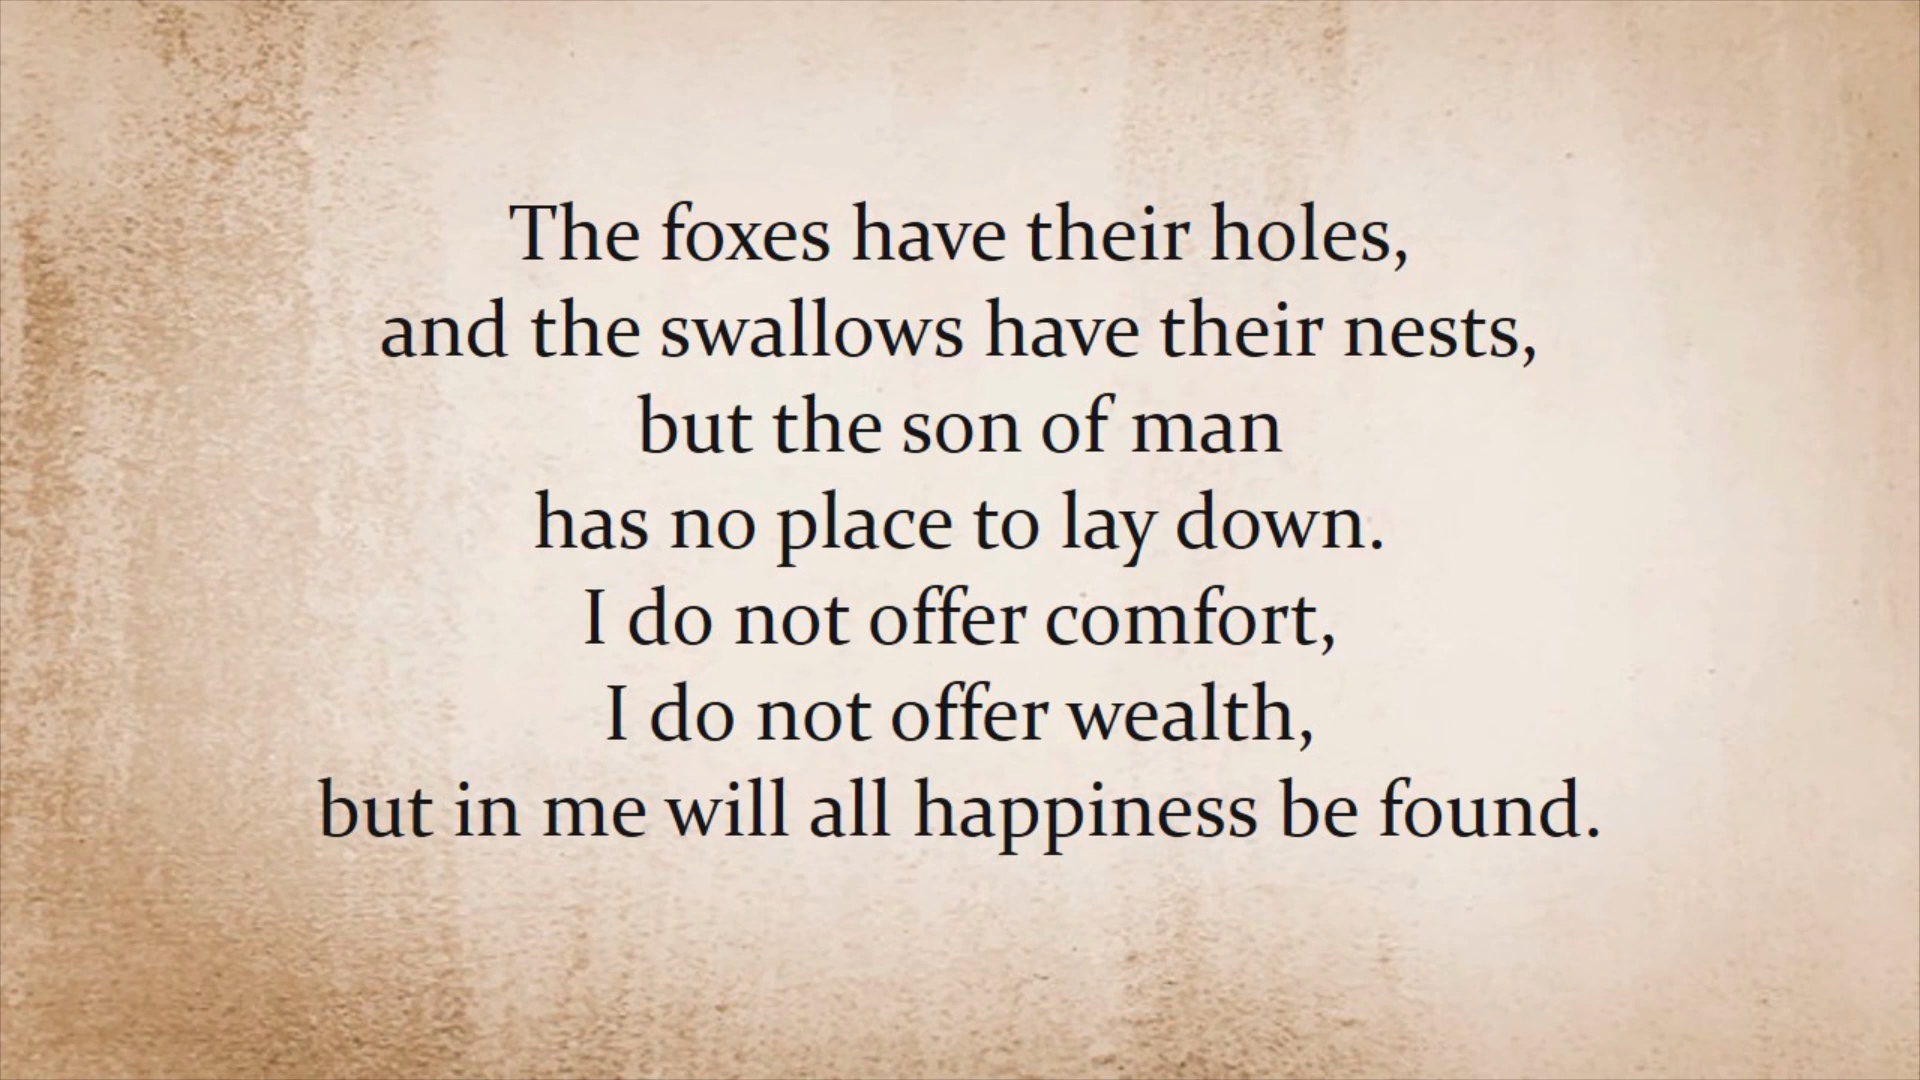 The foxes have their holes,
and the swallows have their nests,
but the son of man
has no place to lay down.
I do not offer comfort,
I do not offer wealth,
but in me will all happiness be found.